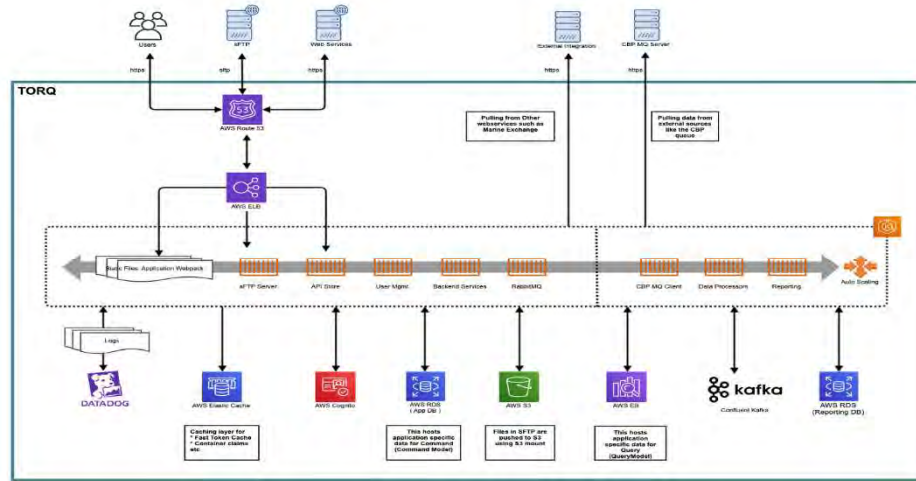 Users
sFTP
Web Services
External Integration
CBP MQ Server
https
sftp
https
https
https
TORQ
AWS Route 53
Pulling from Other
webservices such as
Marine Exchange
Pulling data from
external sources
like the CBP
queue
AWS ELB
Static Files: Application Webpack
sFTP Server
API Store
User Mgmt
Backend Services
RabbitMQ
CBP MQ Client
Data Processors
Reporting
Auto Scaling
Logs
DATADOG
AWS Elastic Cache
AWS Cognito
AWS RDS
( App DB )
AWS S3
AWS ES
kafka
Confluent Kafka
AWS RDS
(Reporting DB)
Caching layer for
* Fast Token Cache
* Container claims
etc
This hosts
application specific
data for Command
(Command Model)
Files in SFTP are
pushed to S3
using S3 mount
This hosts
application
specific data for
Query
(QueryModel)